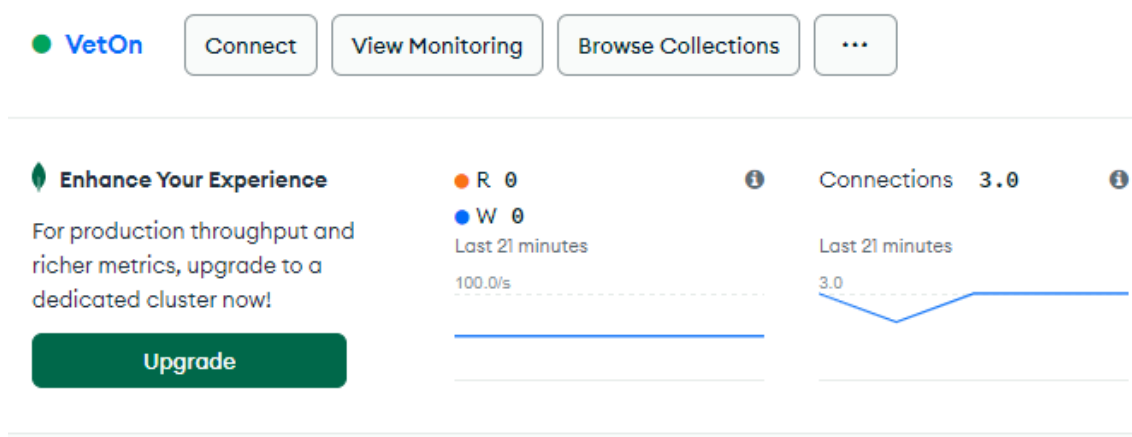 VetOn Connect View Monitoring Browse Collections ...
Enhance Your Experience
For production throughput and
richer metrics, upgrade to a
dedicated cluster now!
Upgrade
R 0
W 0
Last 21 minutes
100.0/s
Connections 3.0
Last 21 minutes
3.0